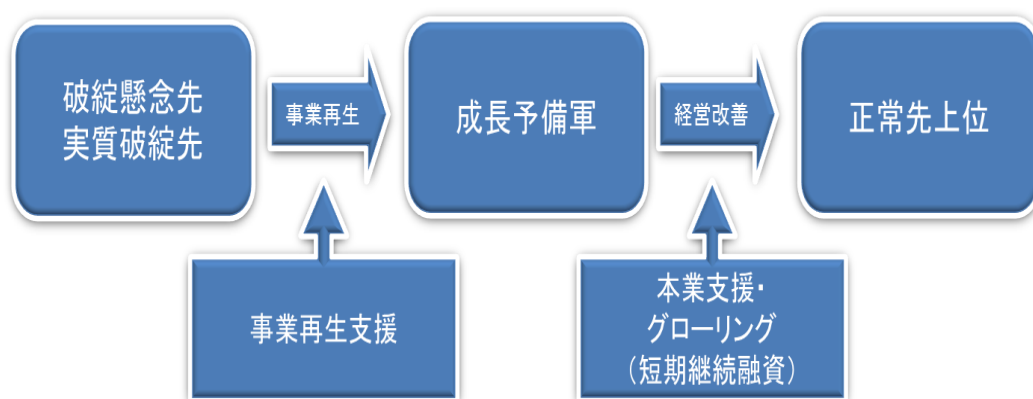 破綻懸念先
実質破綻先
事業再生
成長予備軍
経営改善
正常先上位
事業再生支援
本業支援・
グローリング
（短期継続融資）